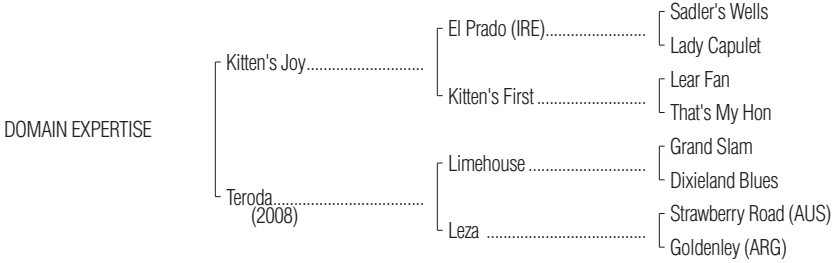 Sadler's Wells
El Prado (IRE)........................
Lady Capulet
Kitten's Joy............................
Lear Fan
Kitten's First ..........................
That's My Hon
DOMAIN EXPERTISE
Grand Slam
Limehouse ............................
Dixieland Blues
Teroda....................................
(2008)
Strawberry Road (AUS)
Leza ......................................
Goldenley (ARG)